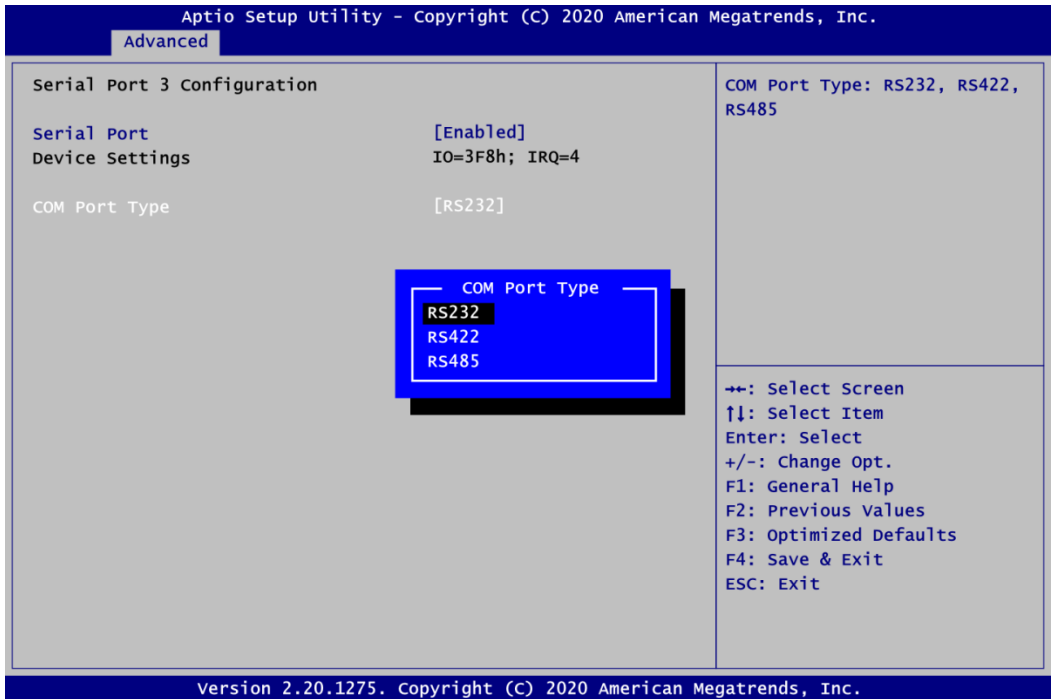 Aptio Setup Utility - Copyright (C) 2020 American Megatrends, Inc.
Advanced
Serial Port 3 Configuration
Serial Port [Enabled]
Device Settings IO=3F8h; IRQ=4
COM Port Type [RS232]
COM Port Type
RS232
RS422
RS485
COM Port Type: RS232, RS422,
RS485
→←: Select Screen
↑↓: Select Item
Enter: Select
+/-: Change Opt.
F1: General Help
F2: Previous Values
F3: Optimized Defaults
F4: Save & Exit
ESC: Exit
Version 2.20.1275. Copyright (C) 2020 American Megatrends, Inc.